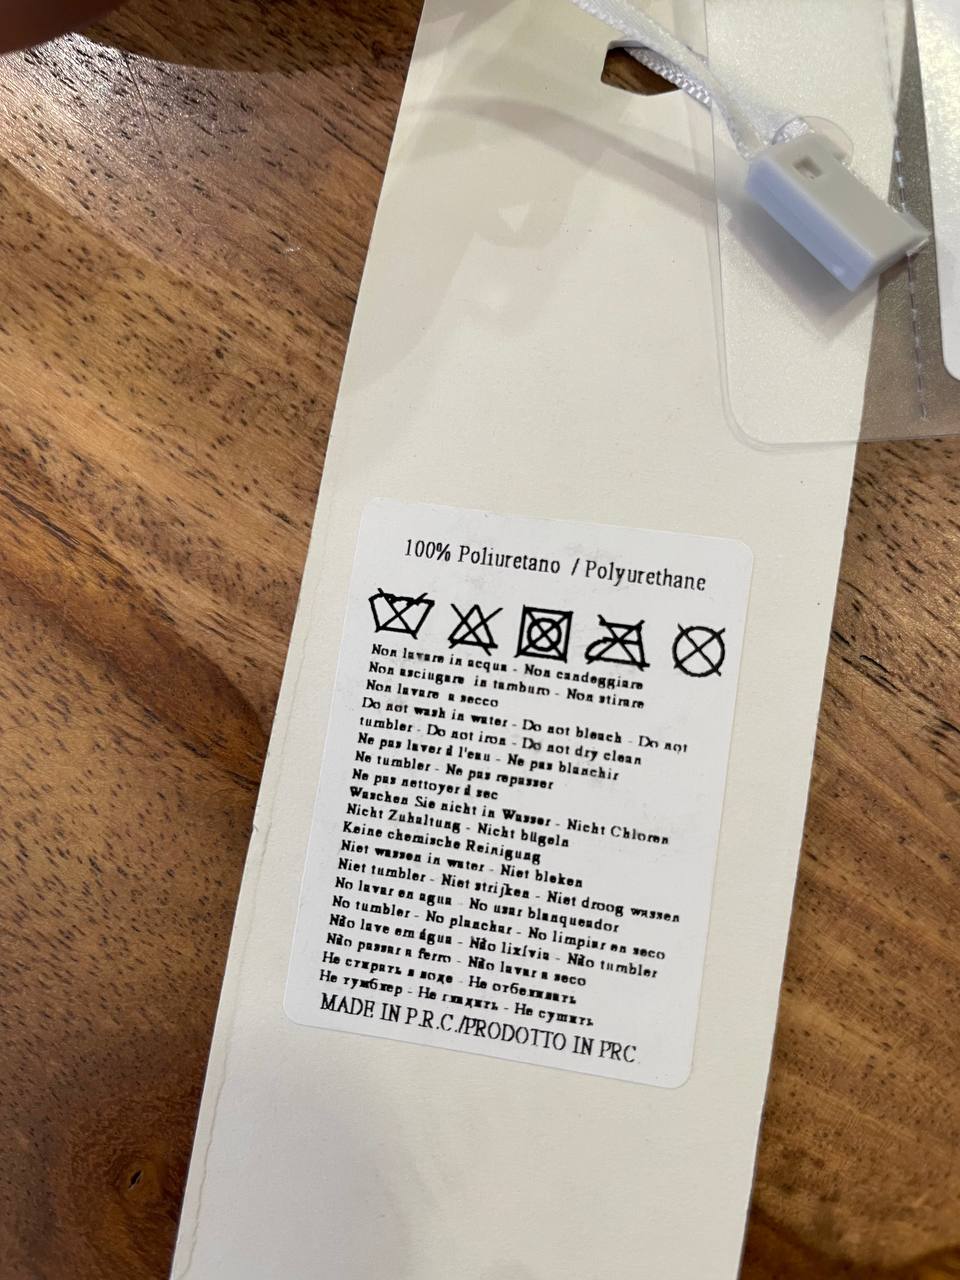 100% Poliuretano / Polyurethane
Non lavare in acqua - Non candeggiare
Non asciugare in tamburo - Non stirare
Non lavare a secco
Do not wash in water - Do not bleach - Do not
tumbler - Do not iron - Do not dry clean
Ne pas laver à l'eau - Ne pas blanchir
Ne tumbler - Ne pas repasser
Ne pas nettoyer à sec
Waschen Sie nicht in Wasser - Nicht Chloren
Nicht Zuhaltung - Nicht bügeln
Keine chemische Reinigung
Niet wassen in water - Niet bleken
Niet tumbler - Niet strijken - Niet droog wassen
No lavar en agua - No usar blanqueador
No tumbler - No planchar - No limpiar en seco
Não lave em água - Não lixívia - Não tumbler
Não passar a ferro - Não lavar a seco
Не стирать в воде - Не отбеливать
Не тумблер - Не гладить - Не сушить
MADE IN P.R.C./PRODOTTO IN PRC